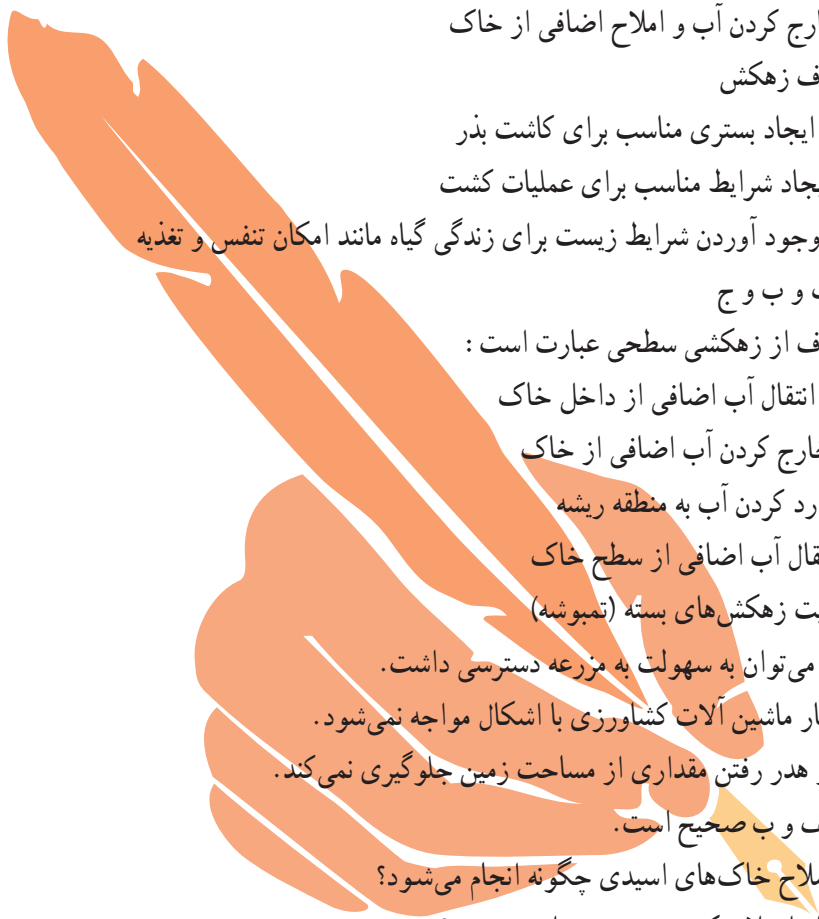 ارج کردن آب و املاح اضافی از خاک
ف زهکش
ایجاد بستری مناسب برای کاشت بذر
یجاد شرایط مناسب برای عملیات کشت
وجود آوردن شرایط زیست برای زندگی گیاه مانند امکان تنفس و تغذیه
و ب و ج
ف از زهکشی سطحی عبارت است :
انتقال آب اضافی از داخل خاک
خارج کردن آب اضافی از خاک
ارد کردن آب به منطقه ریشه
قال آب اضافی از سطح خاک
یت زهکش‌های بسته (تمبوشه)
می‌توان به سهولت به مزرعه دسترسی داشت.
ار ماشین آلات کشاورزی با اشکال مواجه نمی‌شود.
هدر رفتن مقداری از مساحت زمین جلوگیری نمی‌کند.
ف و ب صحیح است.
صلاح خاک‌های اسیدی چگونه انجام می‌شود؟